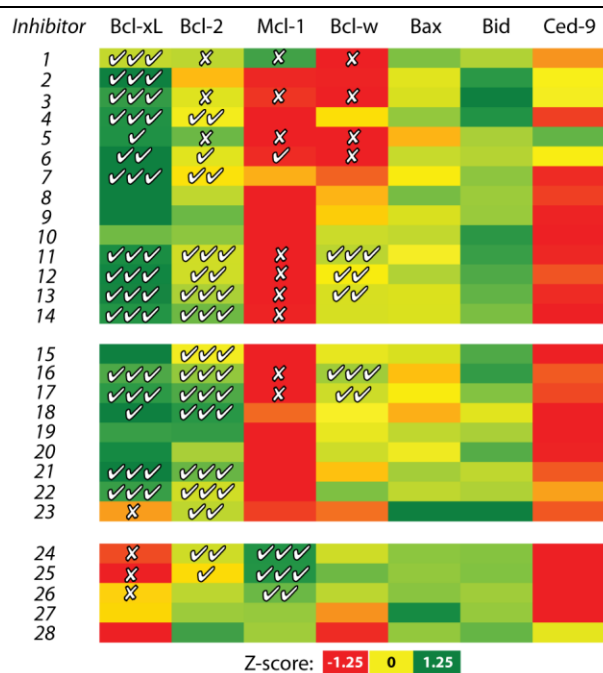 Inhibitor Bcl-xL Bcl-2 Mcl-1 Bcl-w Bax Bid Ced-9
1 ✓✓✓ ✗ ✗ ✗
2 ✓✓✓
3 ✓✓✓ ✗ ✗ ✗
4 ✓✓✓ ✓✓
5 ✓ ✗ ✗ ✗
6 ✓✓ ✓ ✓ ✗
7 ✓✓✓ ✓✓
8
9
10
11 ✓✓✓ ✓✓✓ ✗ ✓✓✓
12 ✓✓✓ ✓✓ ✗ ✓✓
13 ✓✓✓ ✓✓✓ ✗ ✓✓
14 ✓✓✓ ✓✓✓ ✗
15 ✓✓✓
16 ✓✓✓ ✓✓✓ ✗ ✓✓✓
17 ✓✓✓ ✓✓✓ ✗ ✓✓
18 ✓ ✓✓✓
19
20
21 ✓✓✓ ✓✓✓
22 ✓✓✓ ✓✓✓
23 ✗ ✓✓
24 ✗ ✓✓ ✓✓✓
25 ✗ ✓ ✓✓✓
26 ✗ ✓✓
27
28
Z-score: -1.25 0 1.25